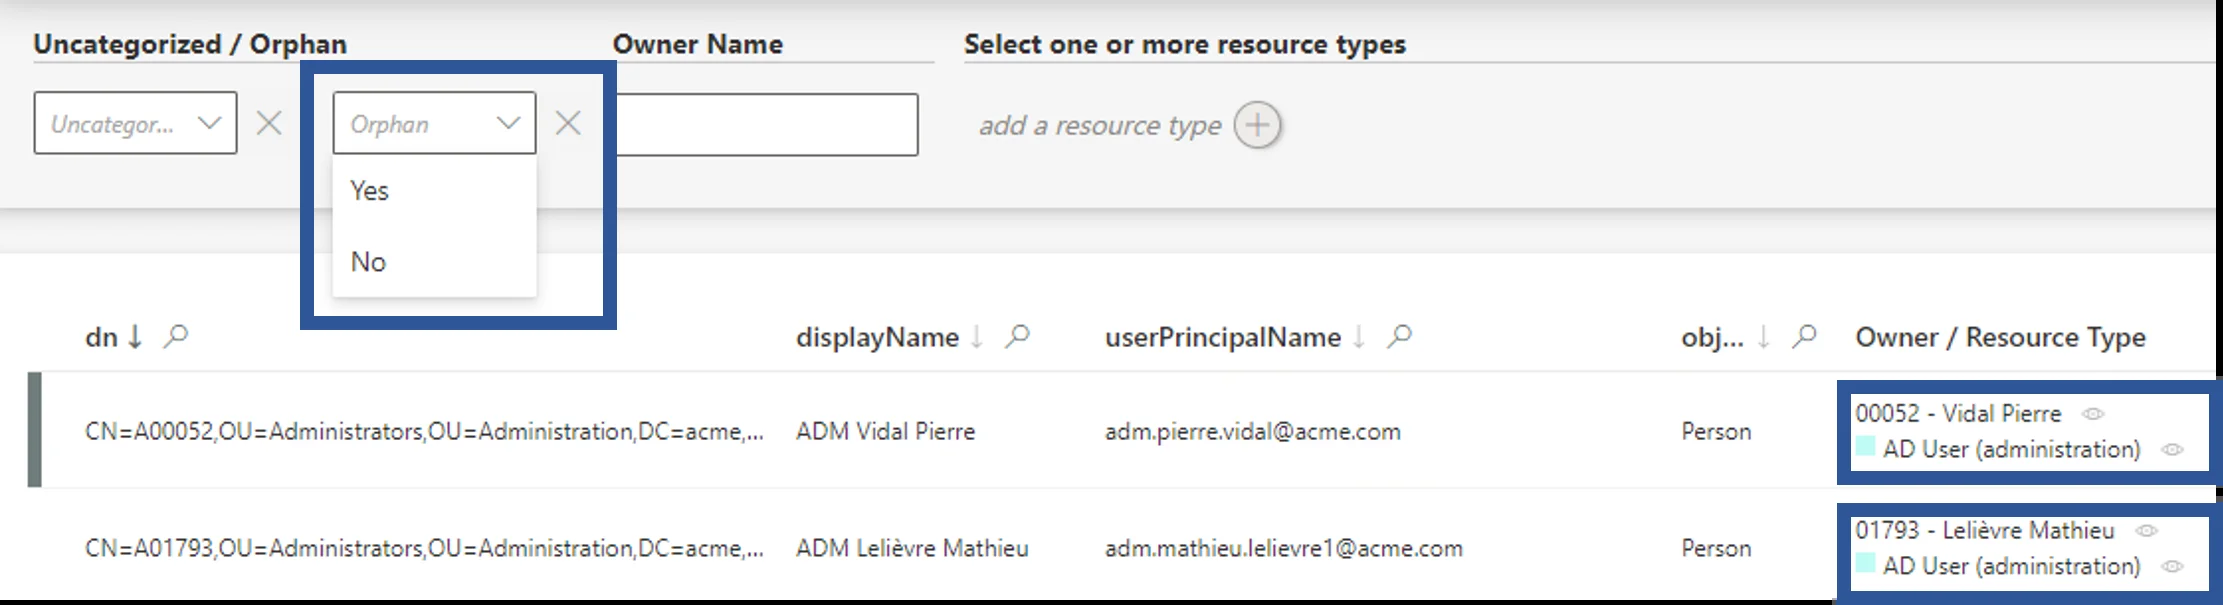 Uncategorized / Orphan Owner Name Select one or more resource types
Uncategor... Orphan add a resource type
Yes
No
dn displayName userPrincipalName obj... Owner / Resource Type
CN=A00052,OU=Administrators,OU=Administration,DC=acme,... ADM Vidal Pierre adm.pierre.vidal@acme.com Person 00052 - Vidal Pierre
AD User (administration)
CN=A01793,OU=Administrators,OU=Administration,DC=acme,... ADM Lelièvre Mathieu adm.mathieu.lelievre1@acme.com Person 01793 - Lelièvre Mathieu
AD User (administration)